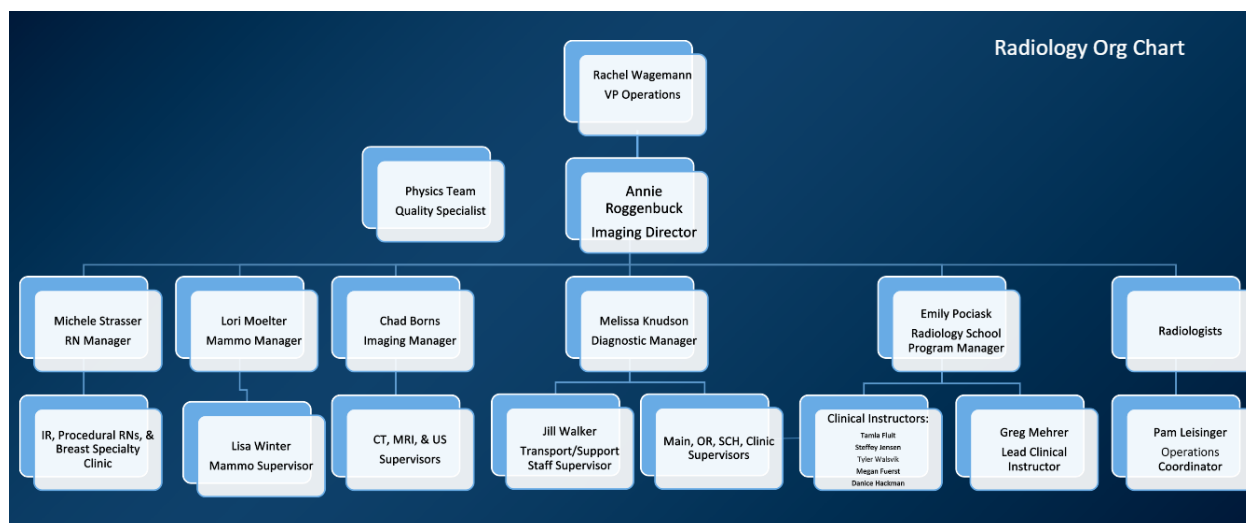 Radiology Org Chart
Rachel Wagemann
VP Operations
Physics Team
Quality Specialist
Annie
Roggenbuck
Imaging Director
Michele Strasser
RN Manager
Lori Moelter
Mammo Manager
Chad Borns
Imaging Manager
Melissa Knudson
Diagnostic Manager
Emily Pociask
Radiology School
Program Manager
Radiologists
IR, Procedural RNs, &
Breast Specialty
Clinic
Lisa Winter
Mammo Supervisor
CT, MRI, & US
Supervisors
Jill Walker
Transport/Support
Staff Supervisor
Main, OR, SCH, Clinic
Supervisors
Clinical Instructors:
Tamla Fluit
Steffey Jensen
Tyler Walsvik
Megan Fuerst
Danice Hackman
Greg Mehrer
Lead Clinical
Instructor
Pam Leisinger
Operations
Coordinator